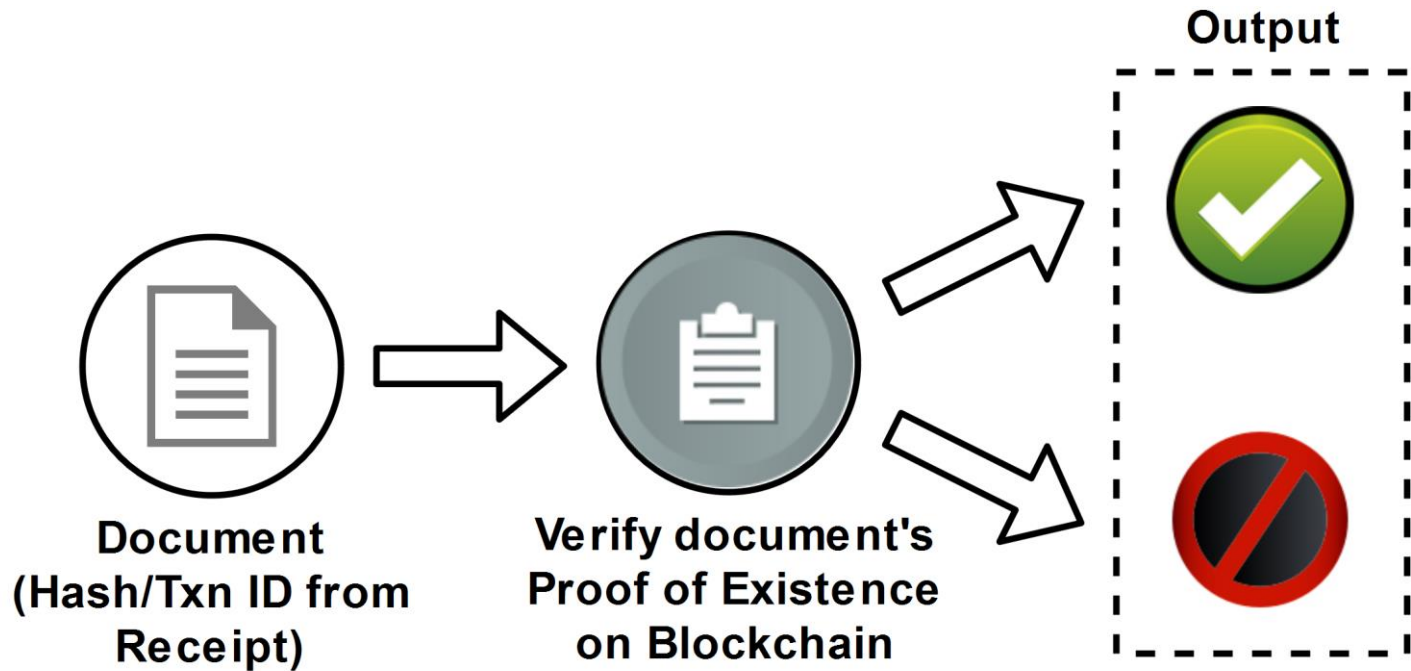 Output
Document
(Hash/Txn ID from
Receipt)
Verify document's
Proof of Existence
on Blockchain